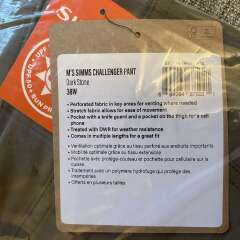 M'S SIMMS CHALLENGER PANT
Dark Stone
38W
• Perforated fabric in key areas for venting where needed
• Stretch fabric allows for ease of movement
• Pocket with a knife guard and a pocket on the thigh for a cell
phone
• Treated with DWR for weather resistance
• Comes in multiple lengths for a great fit
• Ventilation optimale grâce au tissu perforé aux endroits importants
• Mobilité optimale grâce au tissu extensible
• Pochette avec protège-couteau et pochette pour cellulaire sur la
cuisse
• Traitement avec un polymère hydrofuge qui protège des
intempéries
• Offerts en plusieurs tailles